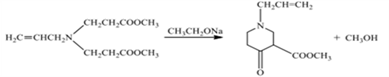 CH₂CH=CH₂
CH₂CH₂COOCH₃
H₂C=CHCH₂N
CH₂CH₂COOCH₃
CH₃CH₂ONa
N
COOCH₃
O
+ CH₃OH